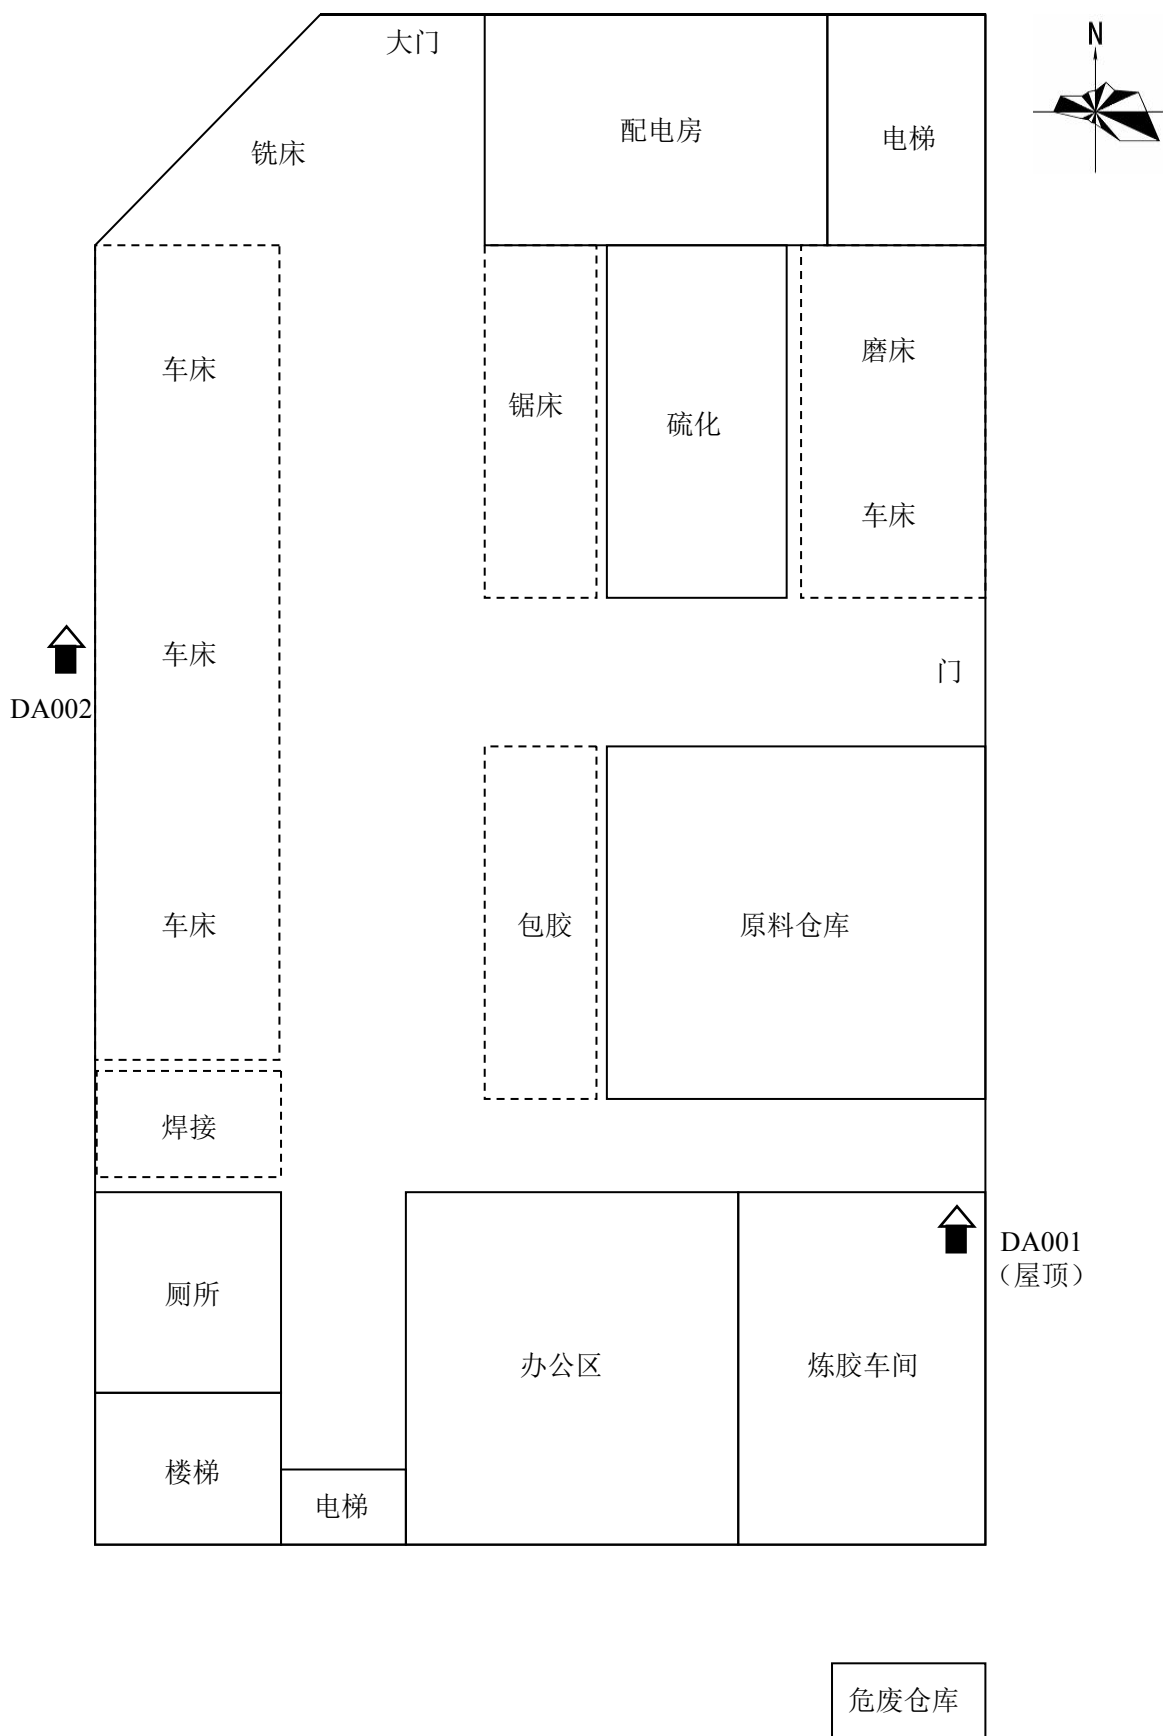 大门
N
配电房
电梯
铣床
车床
锯床
硫化
磨床
车床
车床
门
DA002
包胶
原料仓库
车床
焊接
厕所
办公区
炼胶车间
DA001
（屋顶）
楼梯
电梯
危废仓库